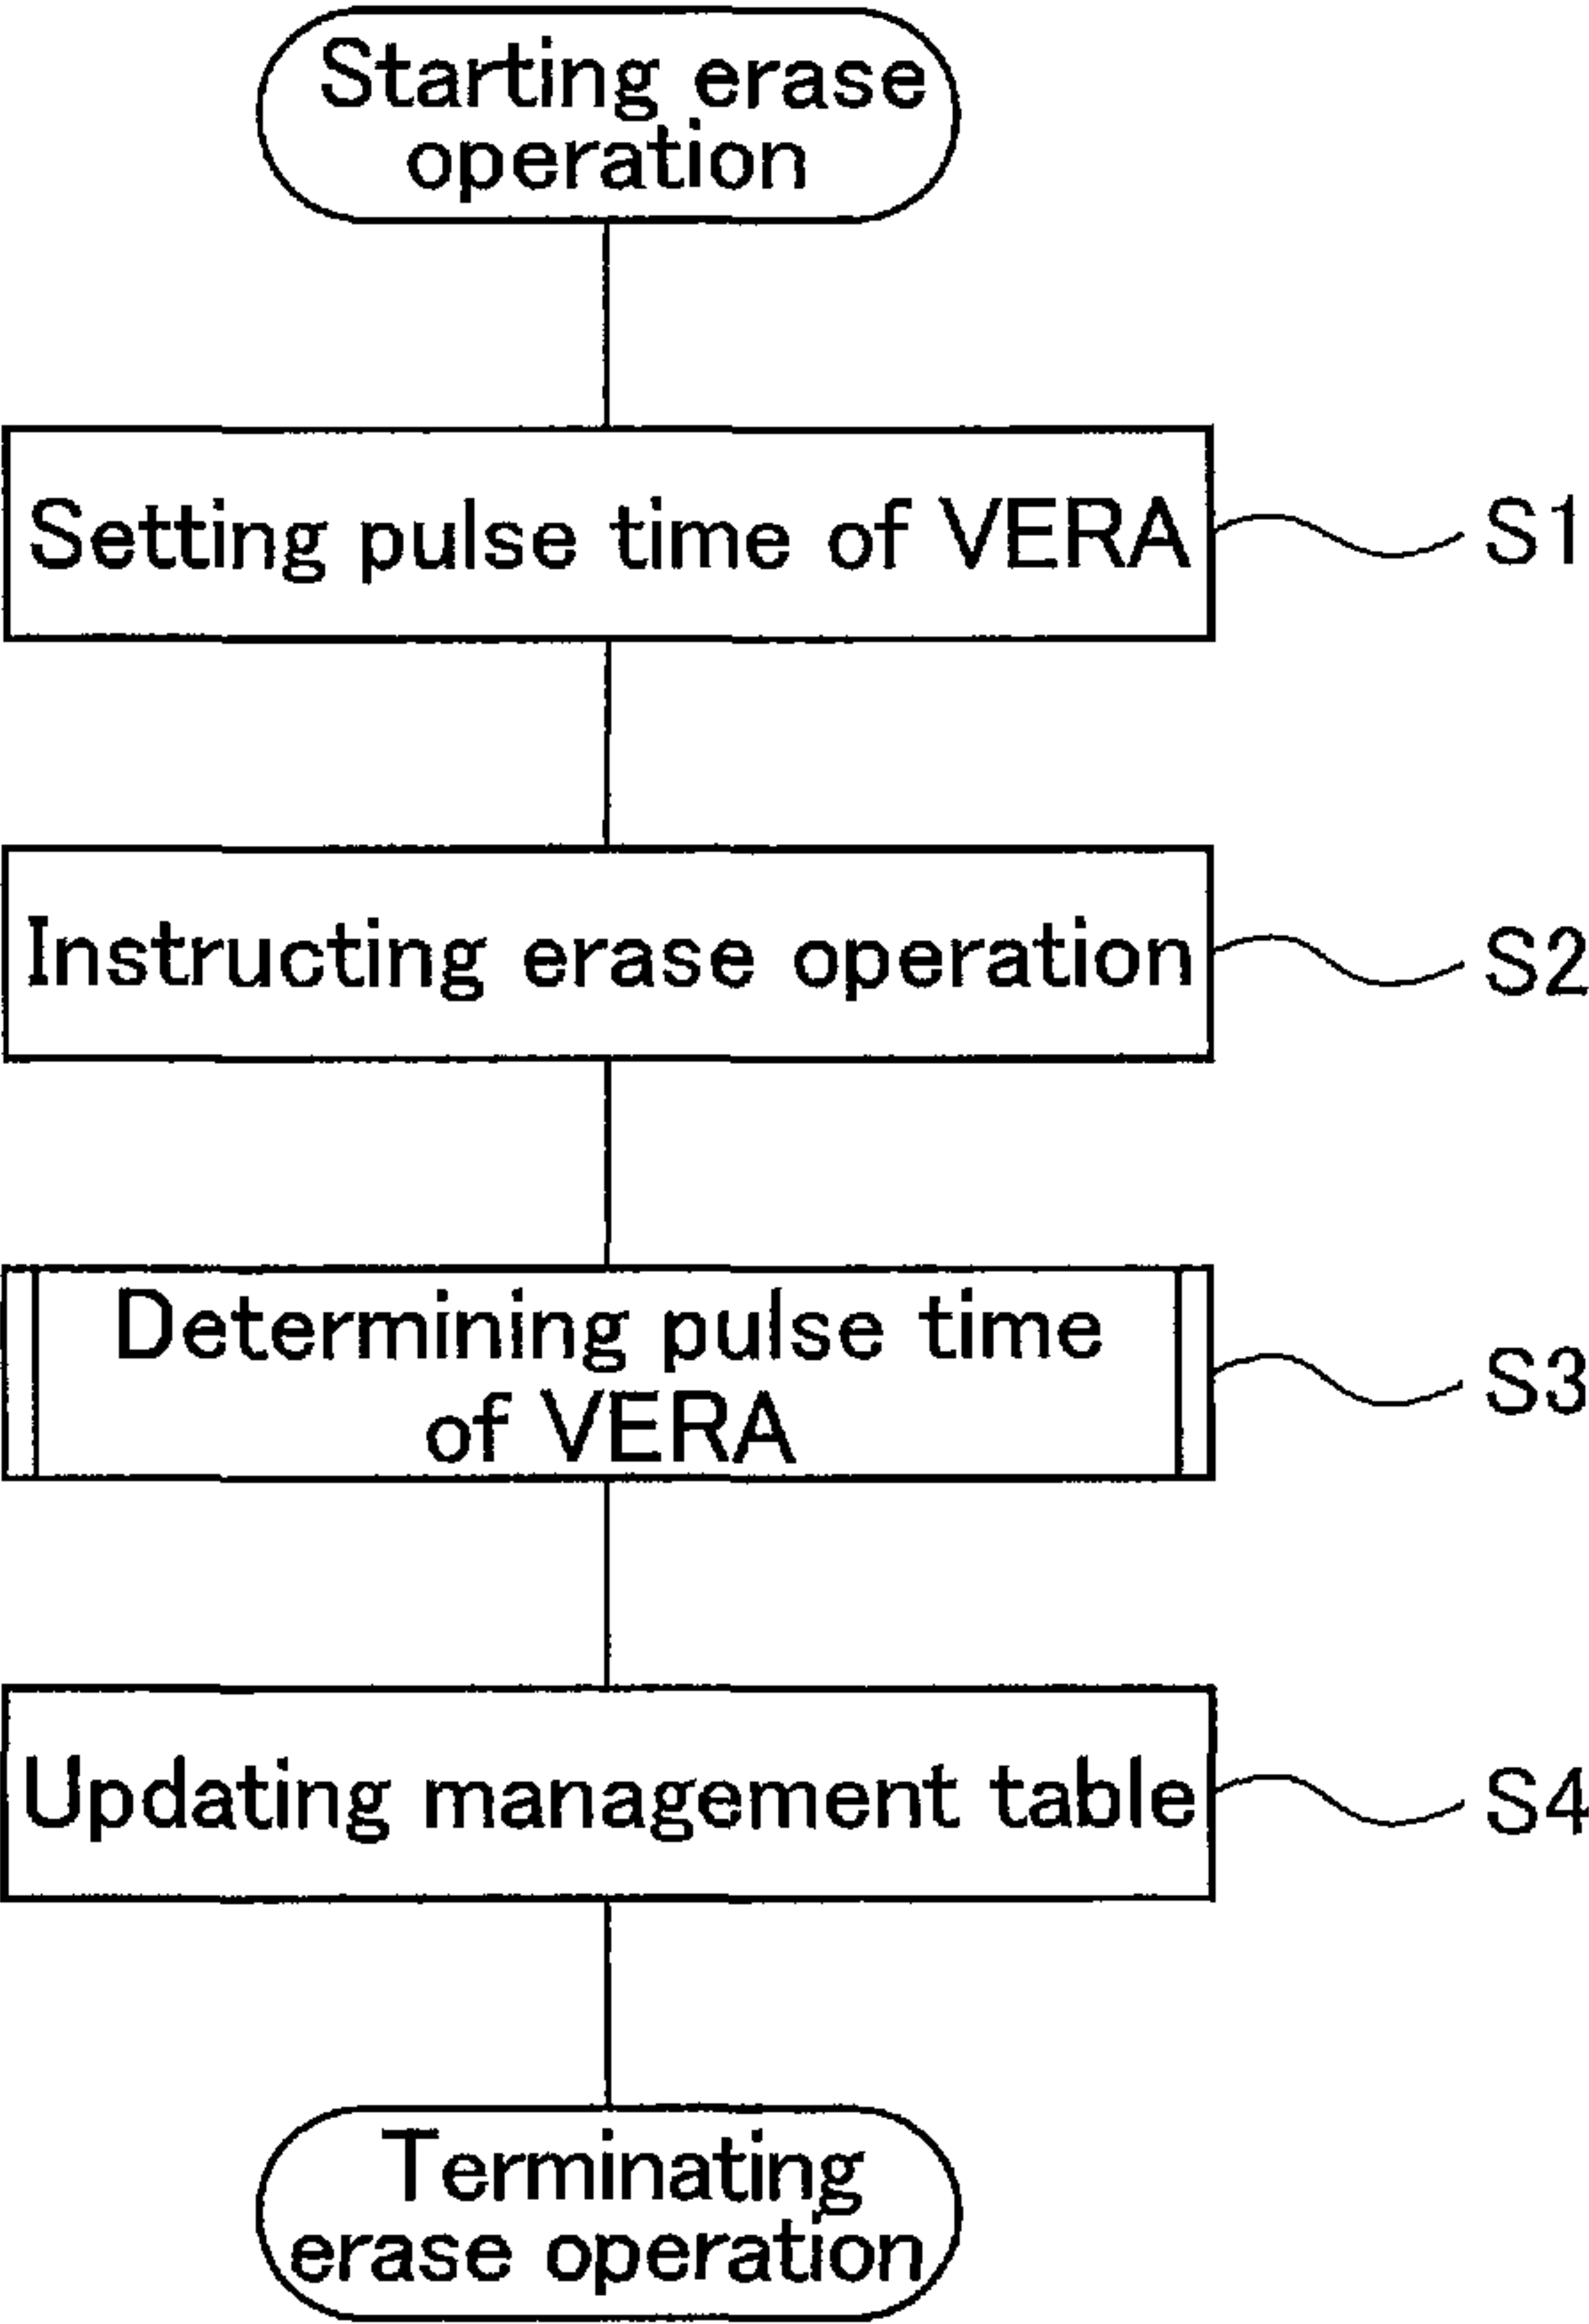 Starting erase
operation
Setting pulse time of VERA
S1
Instructing erase operation
S2
Determining pulse time
of VERA
S3
Updating management table
S4
Terminating
erase operation